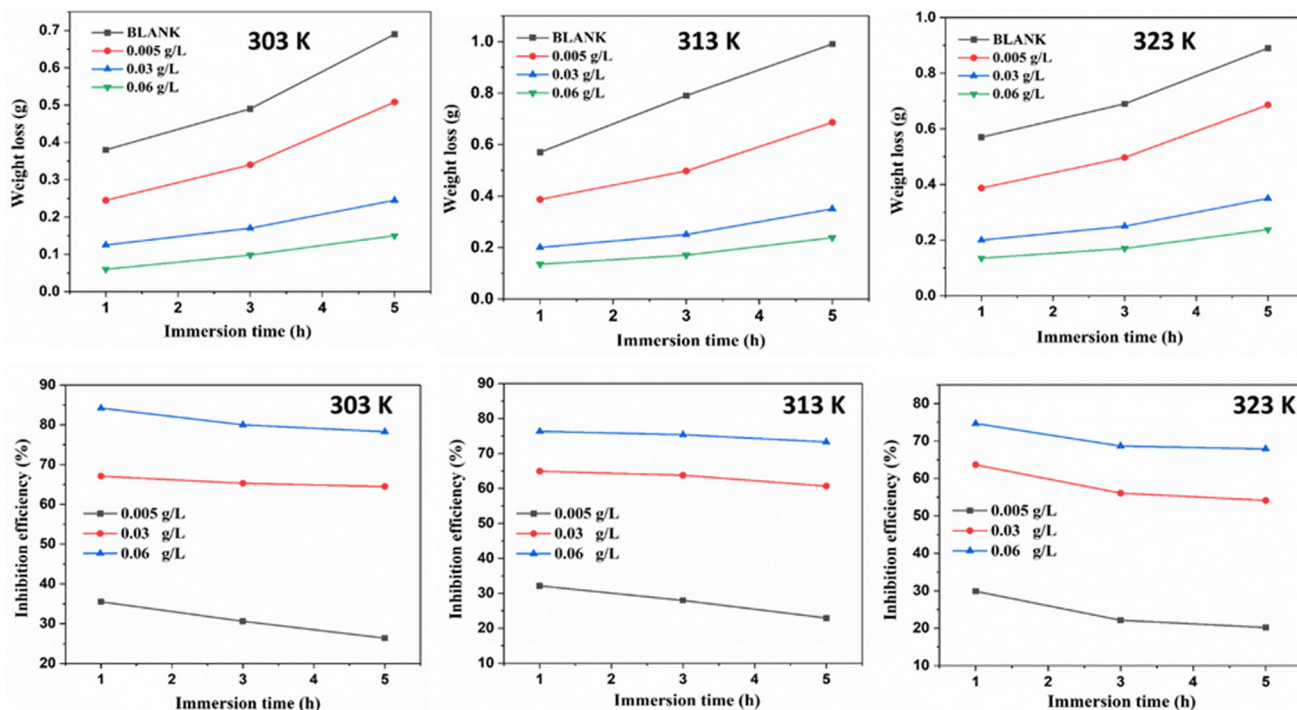 303 K
BLANK
0.005 g/L
0.03 g/L
0.06 g/L
Weight loss (g)
0.7
0.6
0.5
0.4
0.3
0.2
0.1
0.0
1 2 3 4 5
Immersion time (h)
313 K
BLANK
0.005 g/L
0.03 g/L
0.06 g/L
Weight loss (g)
1.0
0.8
0.6
0.4
0.2
0.0
1 2 3 4 5
Immersion time (h)
323 K
BLANK
0.005 g/L
0.03 g/L
0.06 g/L
Weight loss (g)
1.0
0.8
0.6
0.4
0.2
0.0
1 2 3 4 5
Immersion time (h)
303 K
0.005 g/L
0.03 g/L
0.06 g/L
Inhibition efficiency (%)
90
80
70
60
50
40
30
20
1 2 3 4 5
Immersion time (h)
313 K
0.005 g/L
0.03 g/L
0.06 g/L
Inhibition efficiency (%)
90
80
70
60
50
40
30
20
10
1 2 3 4 5
Immersion time (h)
323 K
0.005 g/L
0.03 g/L
0.06 g/L
Inhibition efficiency (%)
80
70
60
50
40
30
20
10
1 2 3 4 5
Immersion time (h)